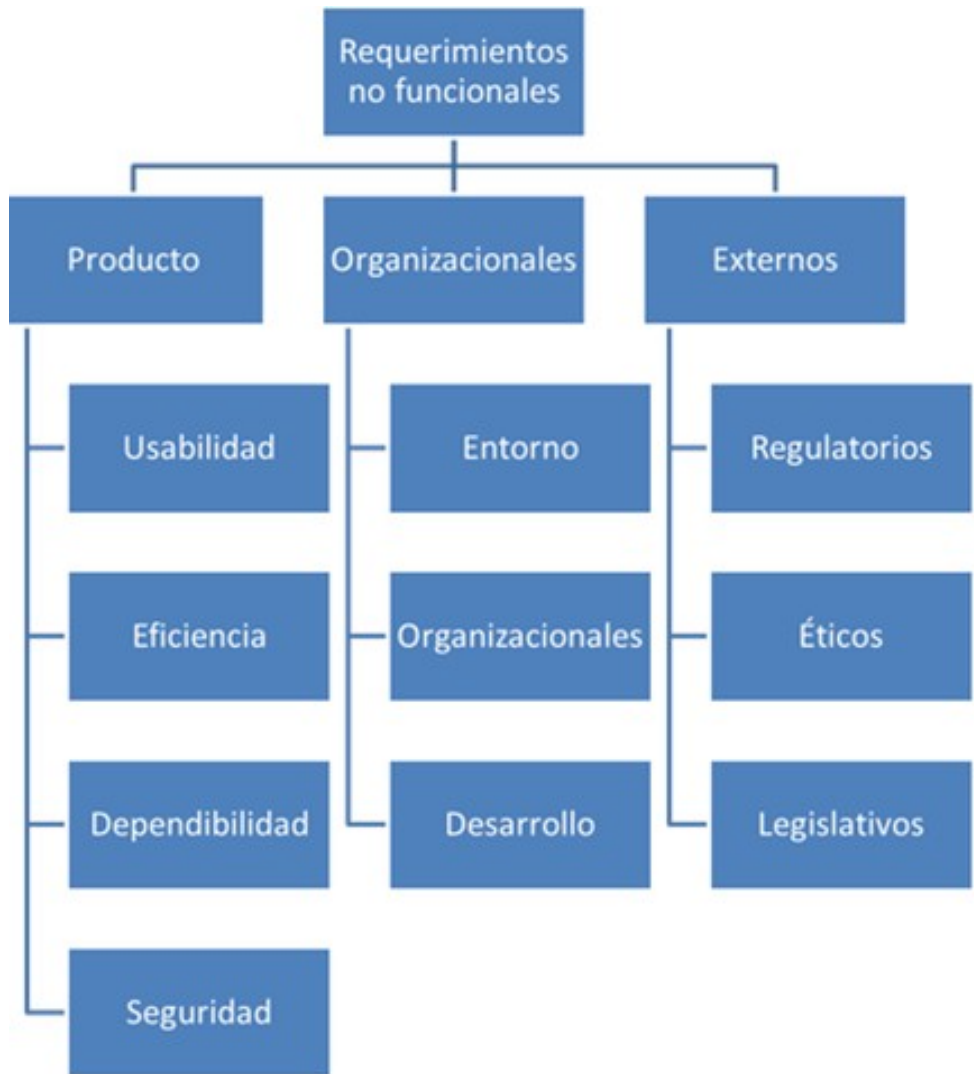 Requerimientos
no funcionales
Producto
Organizacionales
Externos
Usabilidad
Entorno
Regulatorios
Eficiencia
Organizacionales
Éticos
Dependibilidad
Desarrollo
Legislativos
Seguridad